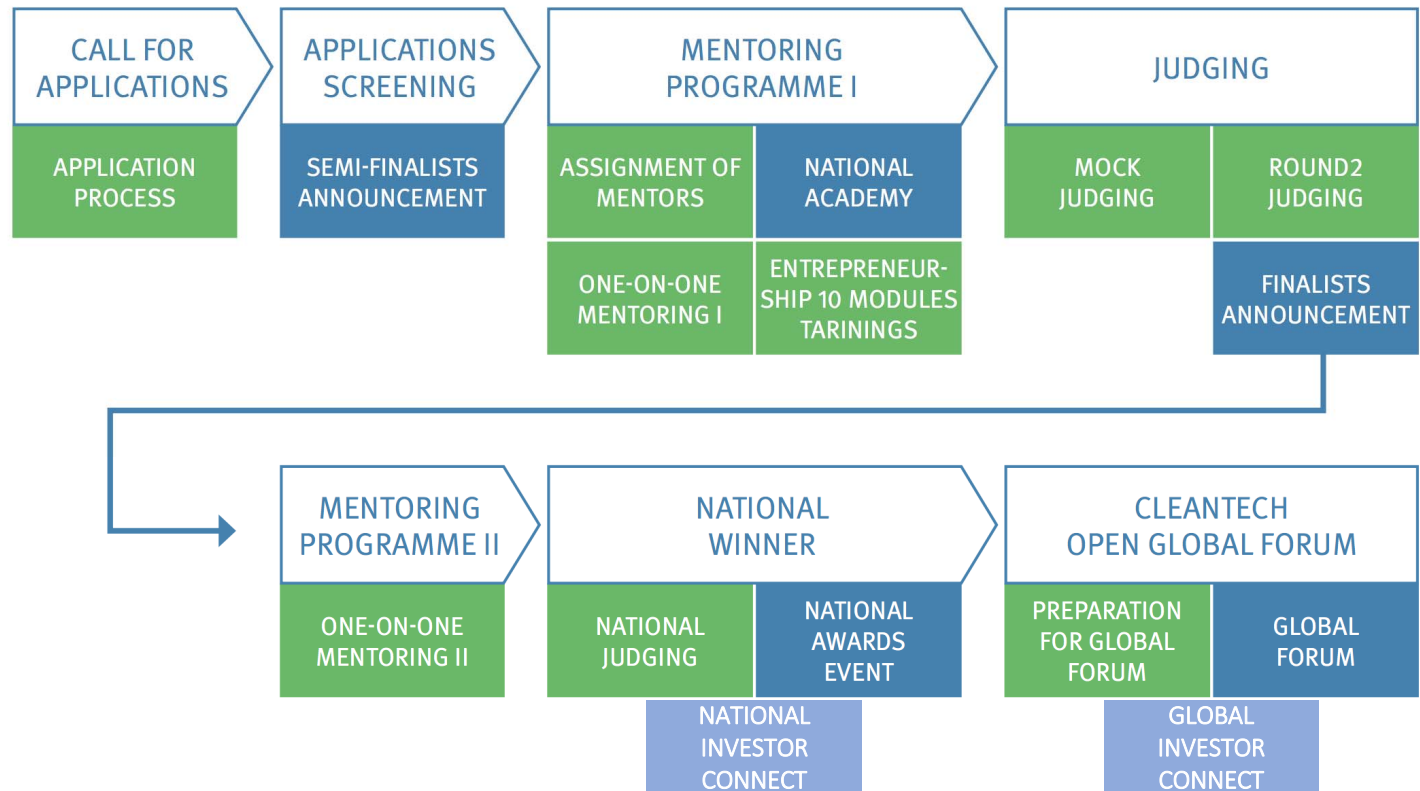 CALL FOR
APPLICATIONS
APPLICATION
PROCESS
APPLICATIONS
SCREENING
SEMI-FINALISTS
ANNOUNCEMENT
MENTORING
PROGRAMME I
ASSIGNMENT OF
MENTORS
NATIONAL
ACADEMY
ONE-ON-ONE
MENTORING I
ENTREPRENEUR-
SHIP 10 MODULES
TARININGS
JUDGING
MOCK
JUDGING
ROUND2
JUDGING
FINALISTS
ANNOUNCEMENT
MENTORING
PROGRAMME II
ONE-ON-ONE
MENTORING II
NATIONAL
WINNER
NATIONAL
JUDGING
NATIONAL
AWARDS
EVENT
NATIONAL
INVESTOR
CONNECT
CLEANTECH
OPEN GLOBAL FORUM
PREPARATION
FOR GLOBAL
FORUM
GLOBAL
FORUM
GLOBAL
INVESTOR
CONNECT